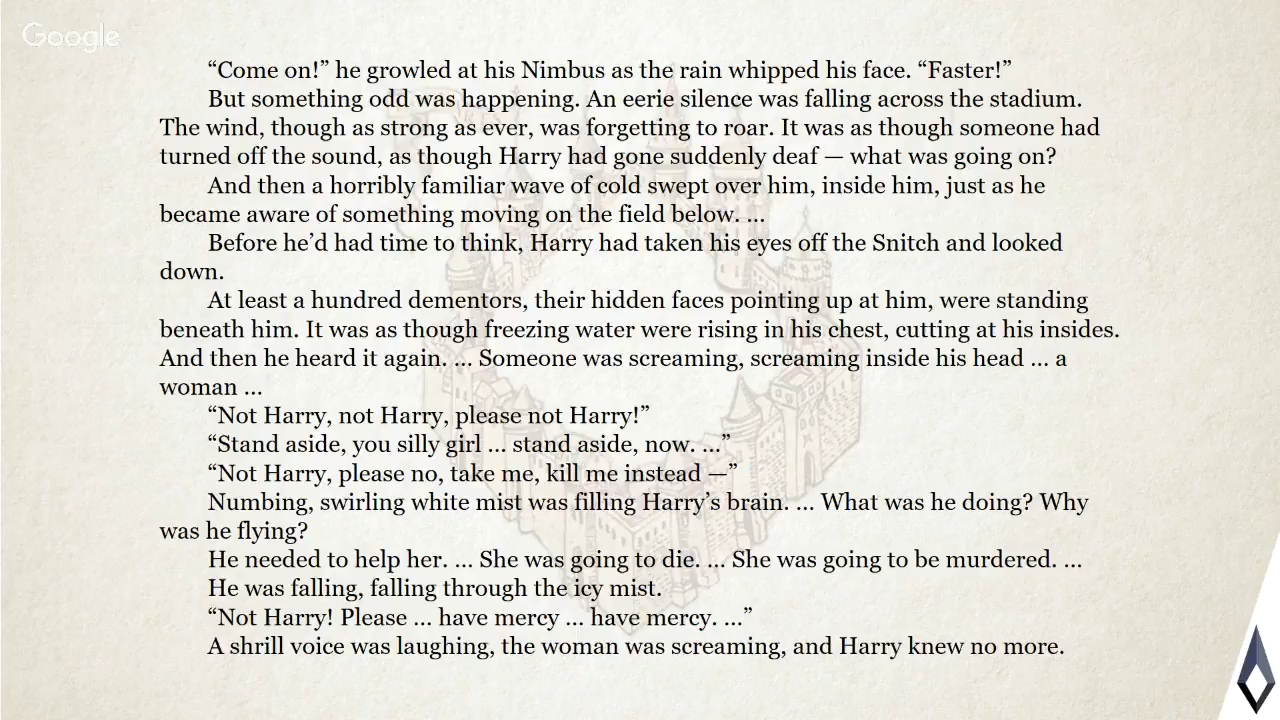 Google
“Come on!” he growled at his Nimbus as the rain whipped his face. “Faster!”
But something odd was happening. An eerie silence was falling across the stadium.
The wind, though as strong as ever, was forgetting to roar. It was as though someone had
turned off the sound, as though Harry had gone suddenly deaf — what was going on?
And then a horribly familiar wave of cold swept over him, inside him, just as he
became aware of something moving on the field below. ...
Before he’d had time to think, Harry had taken his eyes off the Snitch and looked
down.
At least a hundred dementors, their hidden faces pointing up at him, were standing
beneath him. It was as though freezing water were rising in his chest, cutting at his insides.
And then he heard it again. ... Someone was screaming, screaming inside his head ... a
woman ...
“Not Harry, not Harry, please not Harry!”
“Stand aside, you silly girl ... stand aside, now. ...”
“Not Harry, please no, take me, kill me instead —”
Numbing, swirling white mist was filling Harry’s brain. ... What was he doing? Why
was he flying?
He needed to help her. ... She was going to die. ... She was going to be murdered. ...
He was falling, falling through the icy mist.
“Not Harry! Please ... have mercy ... have mercy. ...”
A shrill voice was laughing, the woman was screaming, and Harry knew no more.